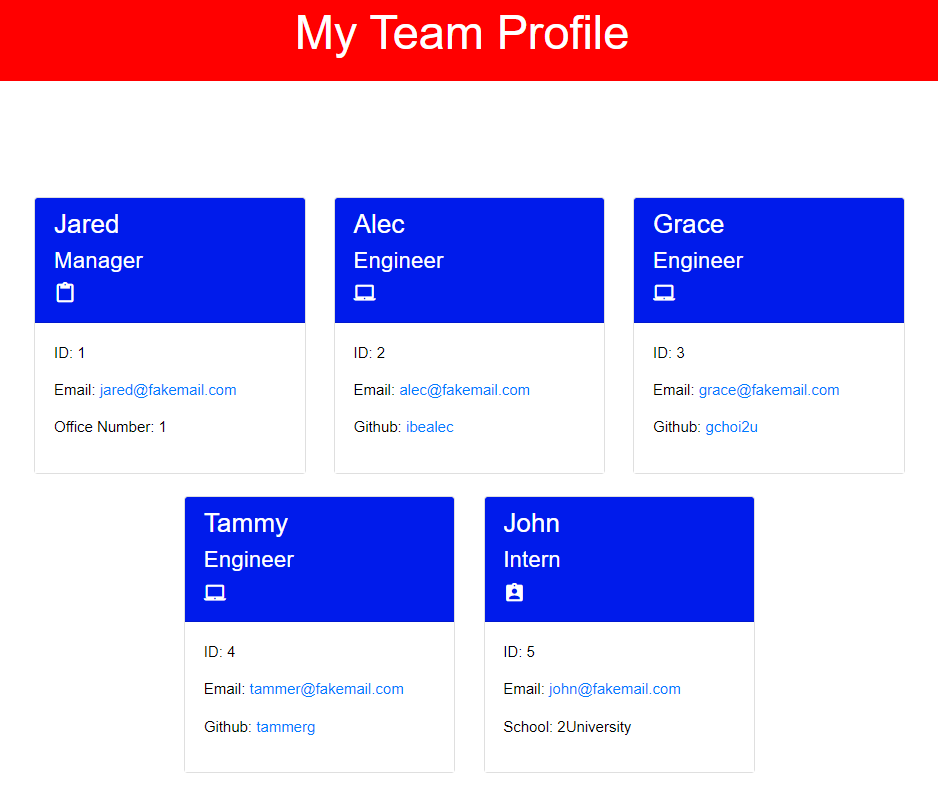 My Team Profile
Jared
Manager
ID: 1
Email: jared@fakemail.com
Office Number: 1
Alec
Engineer
ID: 2
Email: alec@fakemail.com
Github: ibealec
Grace
Engineer
ID: 3
Email: grace@fakemail.com
Github: gchoi2u
Tammy
Engineer
ID: 4
Email: tammer@fakemail.com
Github: tammerg
John
Intern
ID: 5
Email: john@fakemail.com
School: 2University